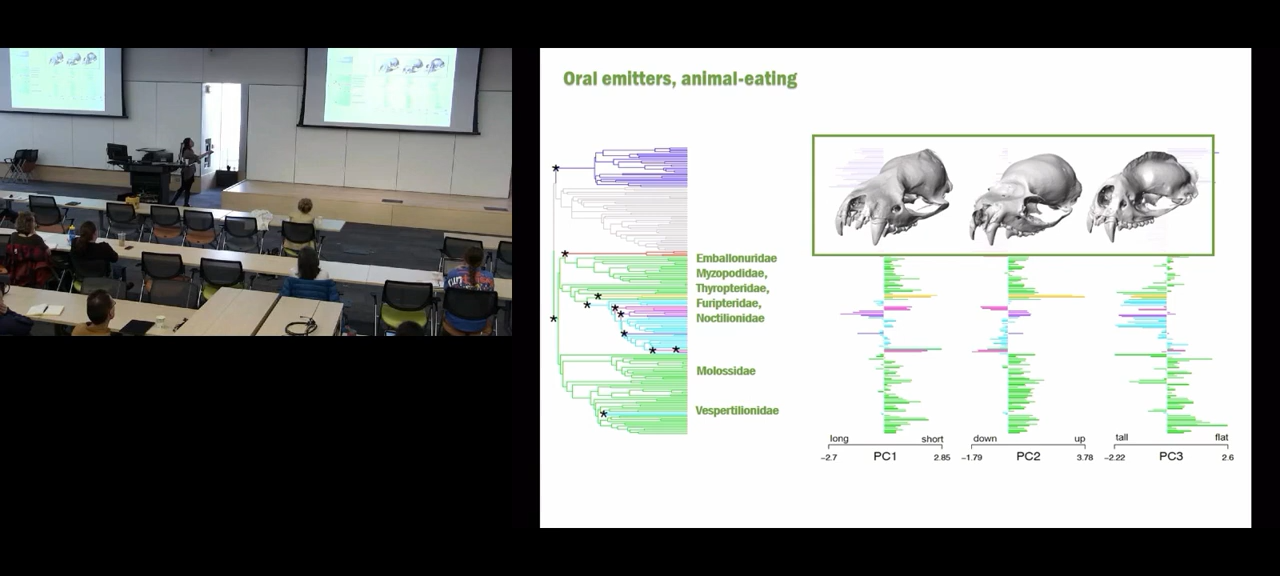 Oral emitters, animal-eating
Emballonuridae
Myzopodidae,
Thyropteridae,
Furipteridae,
Noctilionidae
Molossidae
Vespertilionidae
long short down up tall flat
-2.7 PC1 2.85 -1.79 PC2 3.78 -2.22 PC3 2.6